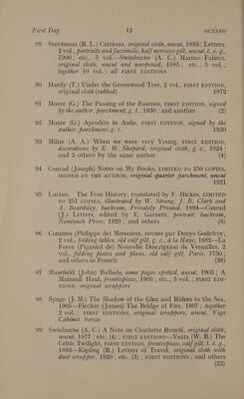 First Day 12 OCTAVO
89 Stevenson (R. L.) Catriona, original cloth, uncut, 1893; Letters,
2 vol., portraits and facsimile, half morocco gilt, uncut, t. e. g.,
1900; etc., 5 vol.—Swinburne (A. C.) Marino Faliero,
original cloth, uncut and unopened, 1885; etc., 5 vol.;
together 10 vol.; all FIRST EDITIONS
90 Hardy (T.) Under the Greenwood Tree, 2 vol., FIRST EDITION,
original cloth (rubbed) 1872
91 Moore (G.) The Passing of the Essenes, FIRST EDITION, signed
by the author, parchment, g. t. 1930; and another (2)
92 Moore (G.) Aprodite in Aulis, FIRST EDITION, signed by the
author, parchment, g. t. 1930
93 Milne (A. A.) When we were very Young, FIRST EDITION,
decorations by E. H. Shepard, original cloth, g. e., 1924;
and 3 others by the same author (4)
94 Conrad (Joseph) Notes on My Books, LIMITED TO 250 COPIES,
SIGNED BY THE AUTHOR, original quarter parchment, uncut
1921
95 Lucian. The True History, translated by F. Hickes, LIMITED
TO 251 COPIES, illustrated by W. Strang, J. B. Clark and
A. Beardsley, buckram, Privately Printed, 1894—Conrad
(J.) Letters, edited by E. Garnett, portrait, buckram,
Nonesuch Press, 1928; and others (8)
96 Comines (Philippe de) Memoires, revues par Denys Godefroy,
2 vol., folding tables, old calf gilt, g. e., à la Haye, 1682—La
Force (Piganiol de) Nouvelle Description de Versailles, 2
vol., folding plates and plans, old calf gilt, Paris, 1730;
and others in French (26)
97 Masefield (John) Ballads, some pages spotted, uncut, 1903; A
Mainsail Haul, frontispiece, 1905; etc., 3 vol.; FIRST EDI-
TIONS, original wrappers
98 Synge (J. M.) The Shadow of the Glen and Riders to the Sea,
1905—Flecker (James) The Bridge of Fire, 1907; together
2 vol.; FIRST EDITIONS, original wrappers, uncut, Vigo
Cabinet Series
99 Swinburne (A. C.) A Note on Charlotte Brontë, original cloth,
uncut, 1877; etc. (4); FIRST EDITIONS—Yeats (W. B.) The
Celtic Twilight, FIRST EDITION, frontispiece, calf gilt, t. e. g.,
1893—Kipling (R.) Letters of Travel, original cloth with
dust wrapper, 1920; etc. (3); FIRST EDITIONS; and others
(23)